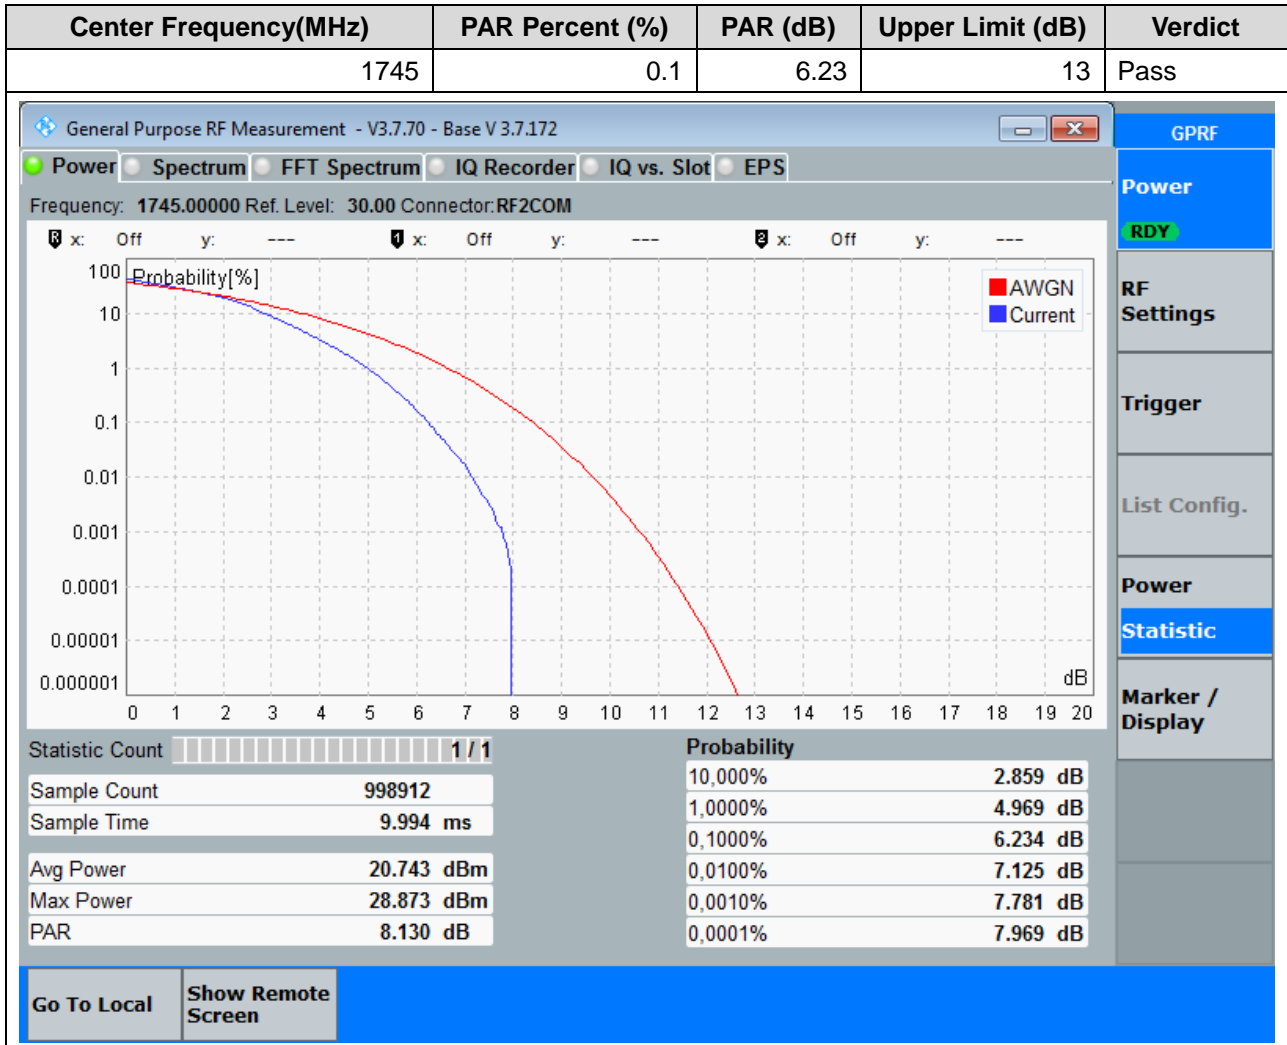 Center Frequency(MHz) PAR Percent (%) PAR (dB) Upper Limit (dB) Verdict
1745 0.1 6.23 13 Pass
General Purpose RF Measurement - V3.7.70 - Base V 3.7.172
GPRF
Power Spectrum FFT Spectrum IQ Recorder IQ vs. Slot EPS
Frequency: 1745.00000 Ref. Level: 30.00 Connector:RF2COM
R x: Off y: --- 1 x: Off y: --- 2 x: Off y: ---
Probability[%]
100
10
1
0.1
0.01
0.001
0.0001
0.00001
0.000001
AWGN
Current
dB
0 1 2 3 4 5 6 7 8 9 10 11 12 13 14 15 16 17 18 19 20
Statistic Count 1 / 1
Sample Count 998912
Sample Time 9.994 ms
Avg Power 20.743 dBm
Max Power 28.873 dBm
PAR 8.130 dB
Probability
10,000% 2.859 dB
1,0000% 4.969 dB
0,1000% 6.234 dB
0,0100% 7.125 dB
0,0010% 7.781 dB
0,0001% 7.969 dB
Power
RDY
RF
Settings
Trigger
List Config.
Power
Statistic
Marker /
Display
Go To Local
Show Remote
Screen